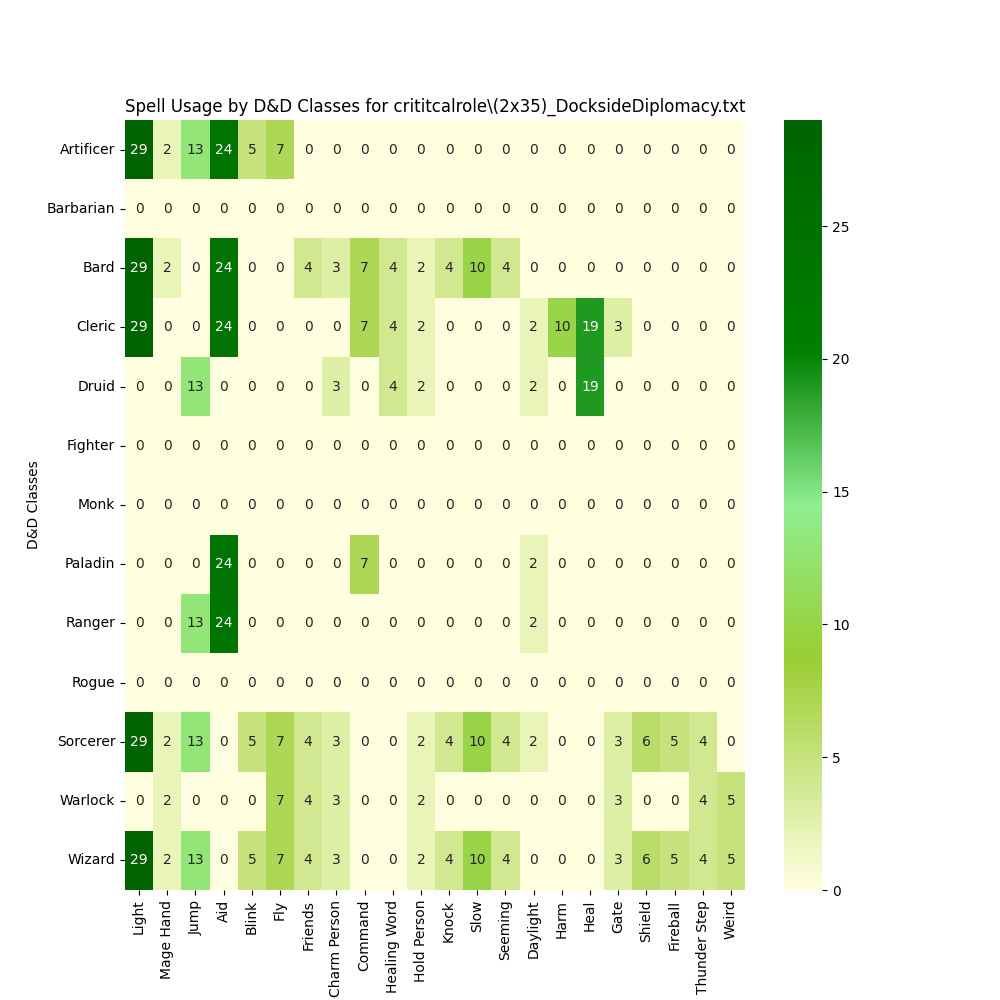 Spell Usage by D&D Classes for crititcalrole\(2x35)_DocksideDiplomacy.txt
D&D Classes
Artificer 29 2 13 24 5 7 0 0 0 0 0 0 0 0 0 0 0 0 0 0 0 0
Barbarian 0 0 0 0 0 0 0 0 0 0 0 0 0 0 0 0 0 0 0 0 0 0
Bard 29 2 0 24 0 0 4 3 7 4 2 4 10 4 0 0 0 0 0 0 0 0
Cleric 29 0 0 24 0 0 0 0 7 4 2 0 0 0 2 10 19 3 0 0 0 0
Druid 0 0 13 0 0 0 0 3 0 4 2 0 0 0 2 0 19 0 0 0 0 0
Fighter 0 0 0 0 0 0 0 0 0 0 0 0 0 0 0 0 0 0 0 0 0 0
Monk 0 0 0 0 0 0 0 0 0 0 0 0 0 0 0 0 0 0 0 0 0 0
Paladin 0 0 0 24 0 0 0 0 7 0 0 0 0 0 2 0 0 0 0 0 0 0
Ranger 0 0 13 24 0 0 0 0 0 0 0 0 0 0 2 0 0 0 0 0 0 0
Rogue 0 0 0 0 0 0 0 0 0 0 0 0 0 0 0 0 0 0 0 0 0 0
Sorcerer 29 2 13 0 5 7 4 3 0 0 2 4 10 4 2 0 0 3 6 5 4 0
Warlock 0 2 0 0 0 7 4 3 0 0 2 0 0 0 0 0 0 3 0 0 4 5
Wizard 29 2 13 0 5 7 4 3 0 0 2 4 10 4 0 0 0 3 6 5 4 5
Light
Mage Hand
Jump
Aid
Blink
Fly
Friends
Charm Person
Command
Healing Word
Hold Person
Knock
Slow
Seeming
Daylight
Harm
Heal
Gate
Shield
Fireball
Thunder Step
Weird
25
20
15
10
5
0